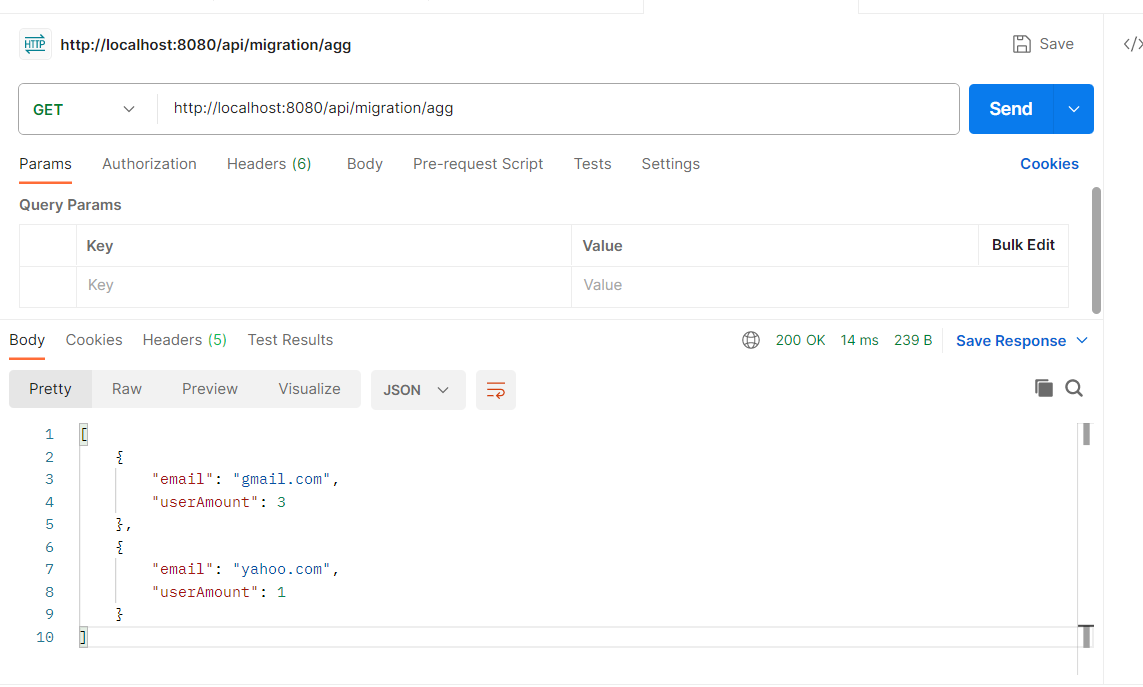 HTTP http://localhost:8080/api/migration/agg Save </>
GET http://localhost:8080/api/migration/agg Send
Params Authorization Headers (6) Body Pre-request Script Tests Settings Cookies
Query Params
Key Value Bulk Edit
Key Value
Body Cookies Headers (5) Test Results 200 OK 14 ms 239 B Save Response
Pretty Raw Preview Visualize JSON
1 [
2 {
3 "email": "gmail.com",
4 "userAmount": 3
5 },
6 {
7 "email": "yahoo.com",
8 "userAmount": 1
9 }
10 ]